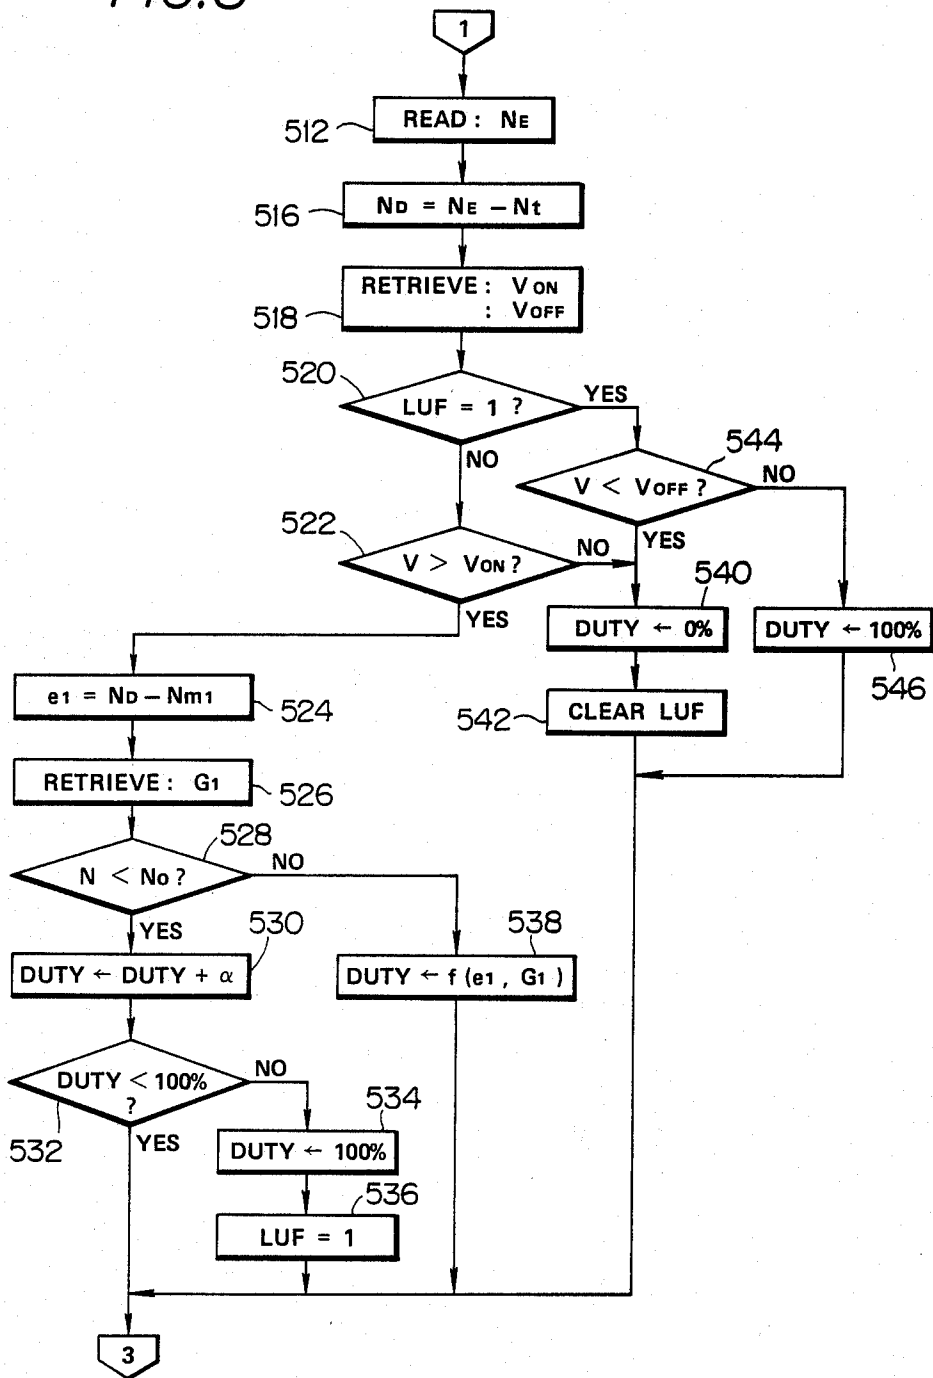 1
READ : NE
512
ND = NE – Nt
516
RETRIEVE : VON
: VOFF
518
520
LUF = 1 ?
YES
NO
544
V < VOFF ?
NO
YES
522
V > VON ?
NO
YES
540
DUTY ← 0%
DUTY ← 100%
546
542
CLEAR LUF
e1 = ND – Nm1
524
RETRIEVE : G1
526
528
N < No ?
NO
YES
530
DUTY ← DUTY + α
538
DUTY ← f (e1 , G1 )
DUTY < 100%
?
NO
YES
532
534
DUTY ← 100%
536
LUF = 1
3